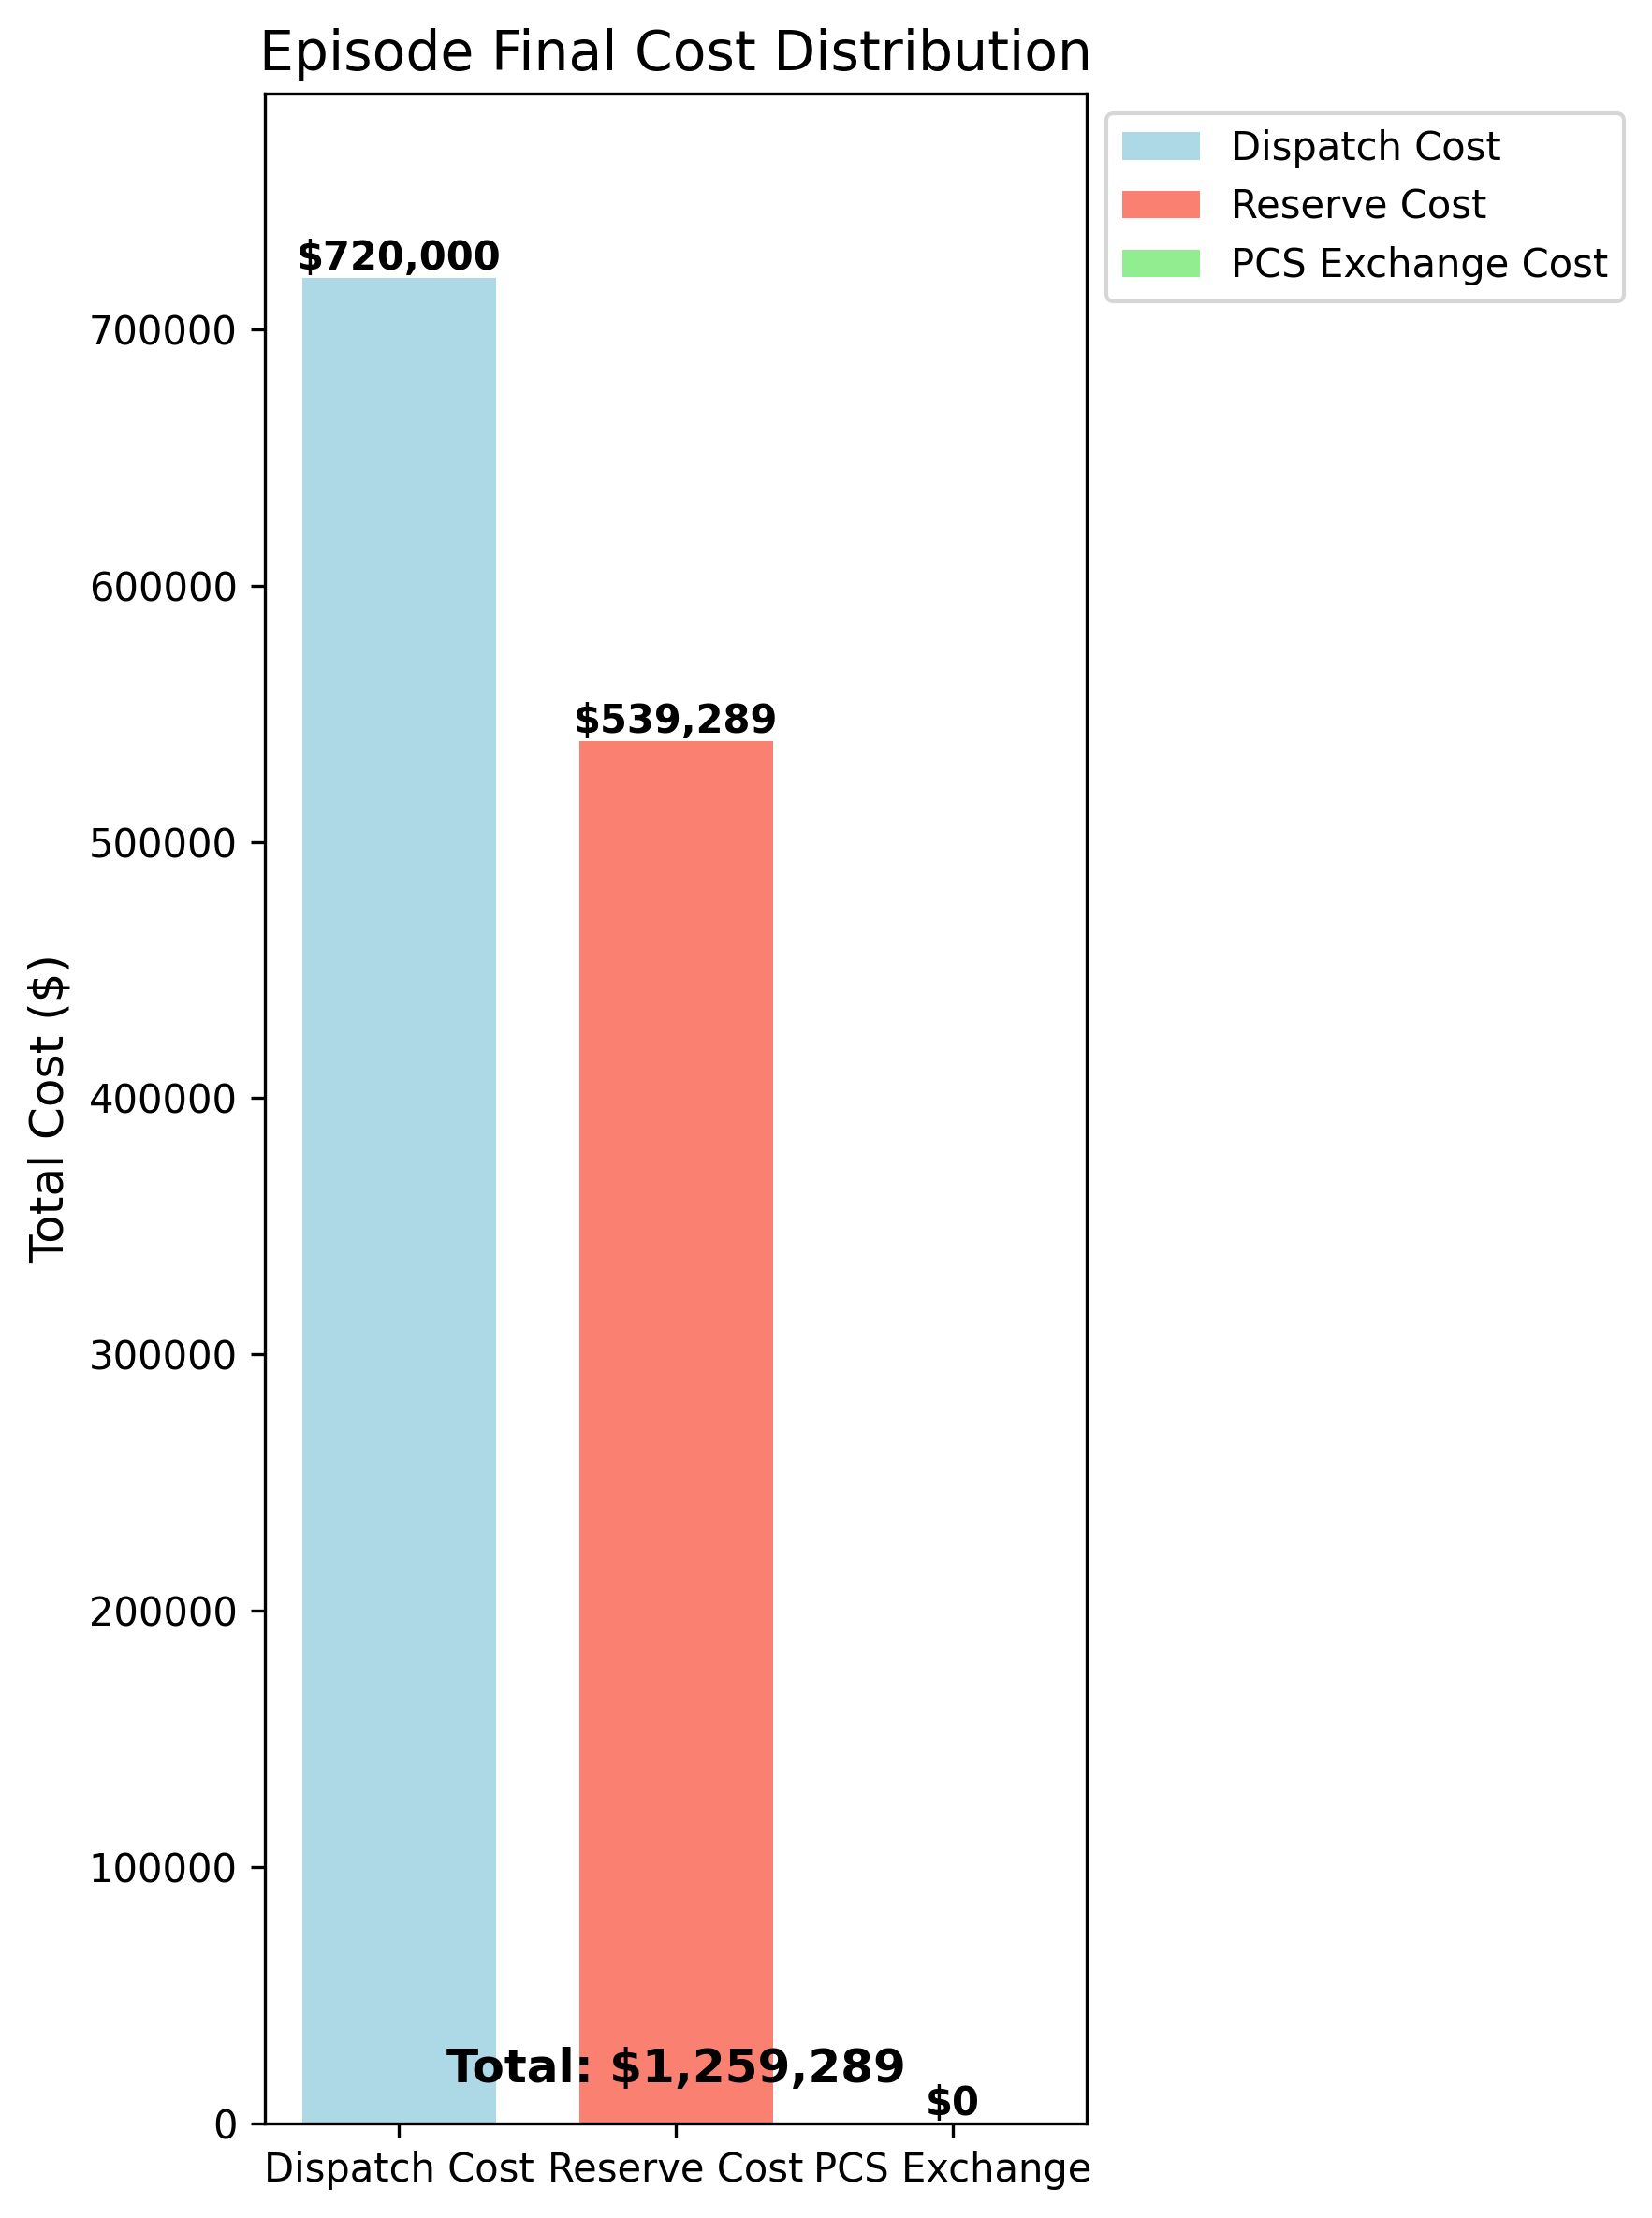 Episode Final Cost Distribution
Dispatch Cost
Reserve Cost
PCS Exchange Cost
$720,000
$539,289
Total: $1,259,289
$0
Total Cost ($)
700000
600000
500000
400000
300000
200000
100000
0
Dispatch Cost Reserve Cost PCS Exchange